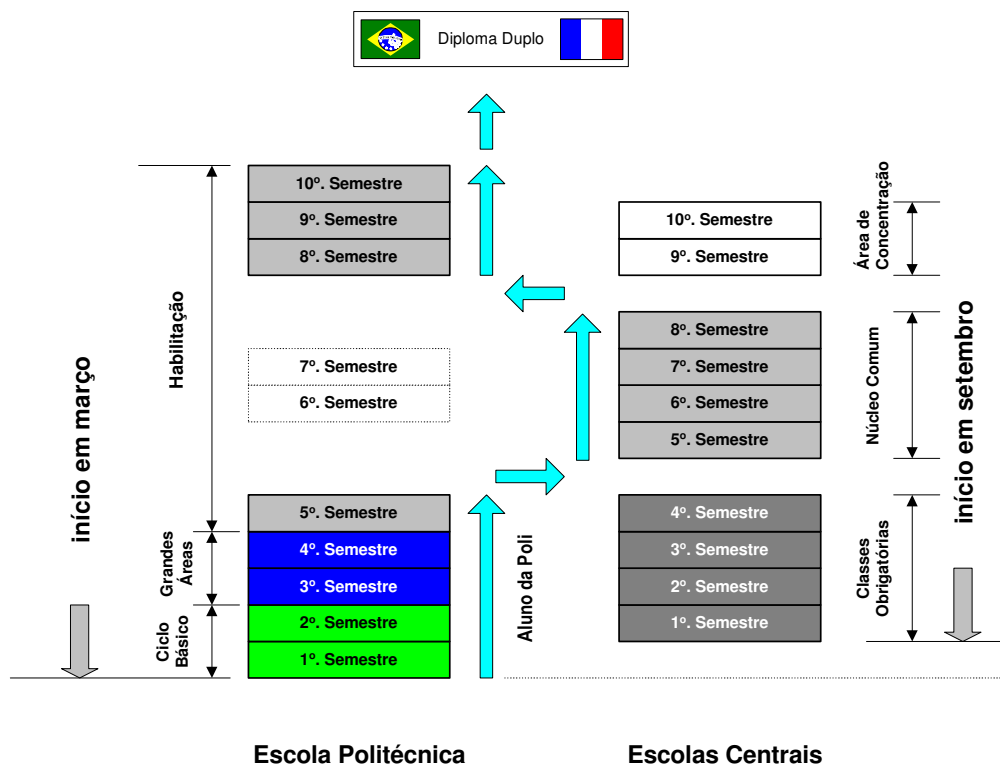 Diploma Duplo
10º. Semestre
9º. Semestre
8º. Semestre
7º. Semestre
6º. Semestre
5º. Semestre
4º. Semestre
3º. Semestre
2º. Semestre
1º. Semestre
Habilitação
Grandes
Áreas
Ciclo
Básico
início em março
Aluno da Poli
10º. Semestre
9º. Semestre
8º. Semestre
7º. Semestre
6º. Semestre
5º. Semestre
4º. Semestre
3º. Semestre
2º. Semestre
1º. Semestre
Área de
Concentração
Núcleo Comum
Classes
Obrigatórias
início em setembro
Escola Politécnica
Escolas Centrais